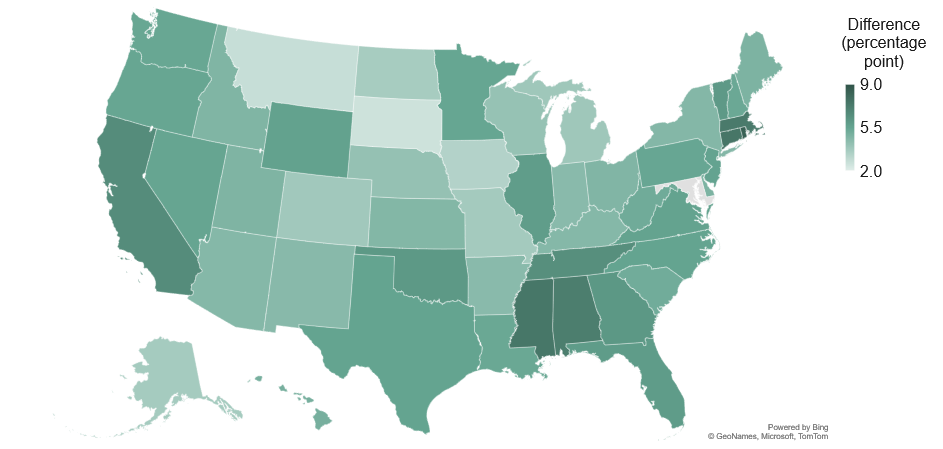 Difference
(percentage
point)
9.0
5.5
2.0
Powered by Bing
© GeoNames, Microsoft, TomTom